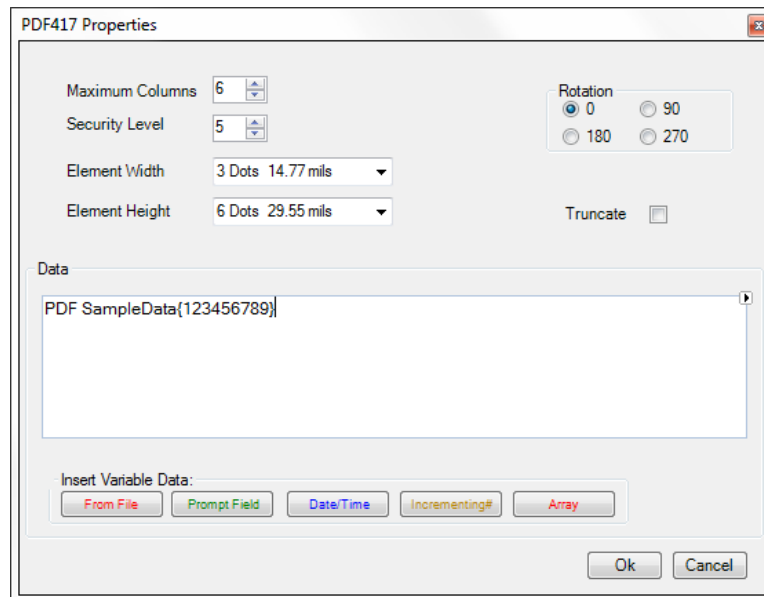 PDF417 Properties
Maximum Columns 6
Security Level 5
Element Width 3 Dots 14.77 mils
Element Height 6 Dots 29.55 mils
Rotation
0 90
180 270
Truncate
Data
PDF SampleData{123456789}
Insert Variable Data:
From File Prompt Field Date/Time Incrementing# Array
Ok Cancel